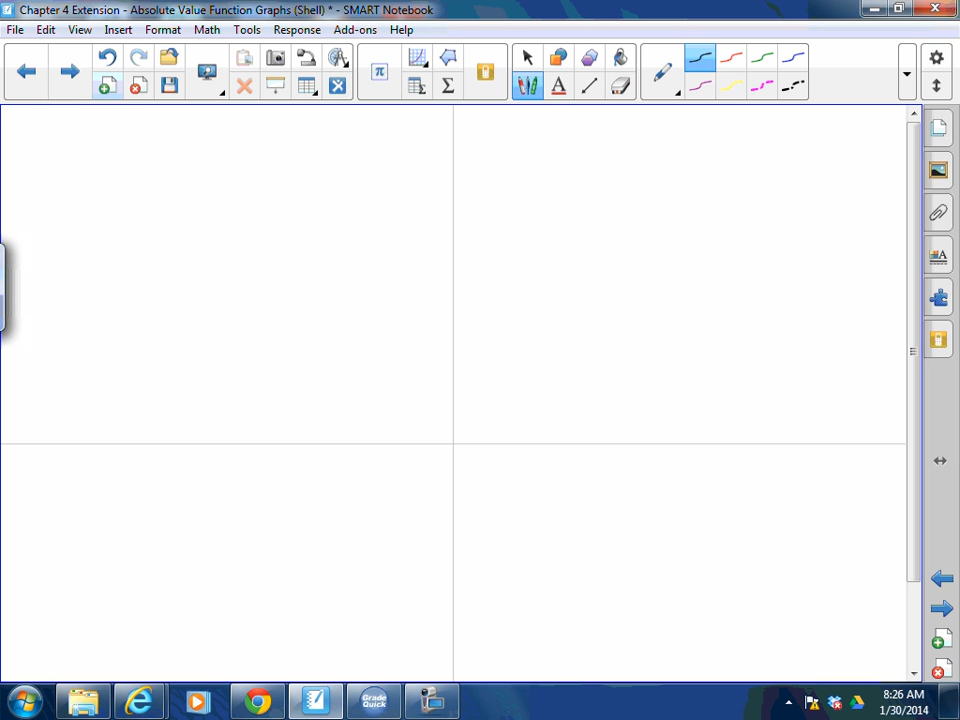 Chapter 4 Extension - Absolute Value Function Graphs (Shell) * - SMART Notebook
File Edit View Insert Format Math Tools Response Add-ons Help
π Σ A
A
Grade Quick
8:26 AM
1/30/2014